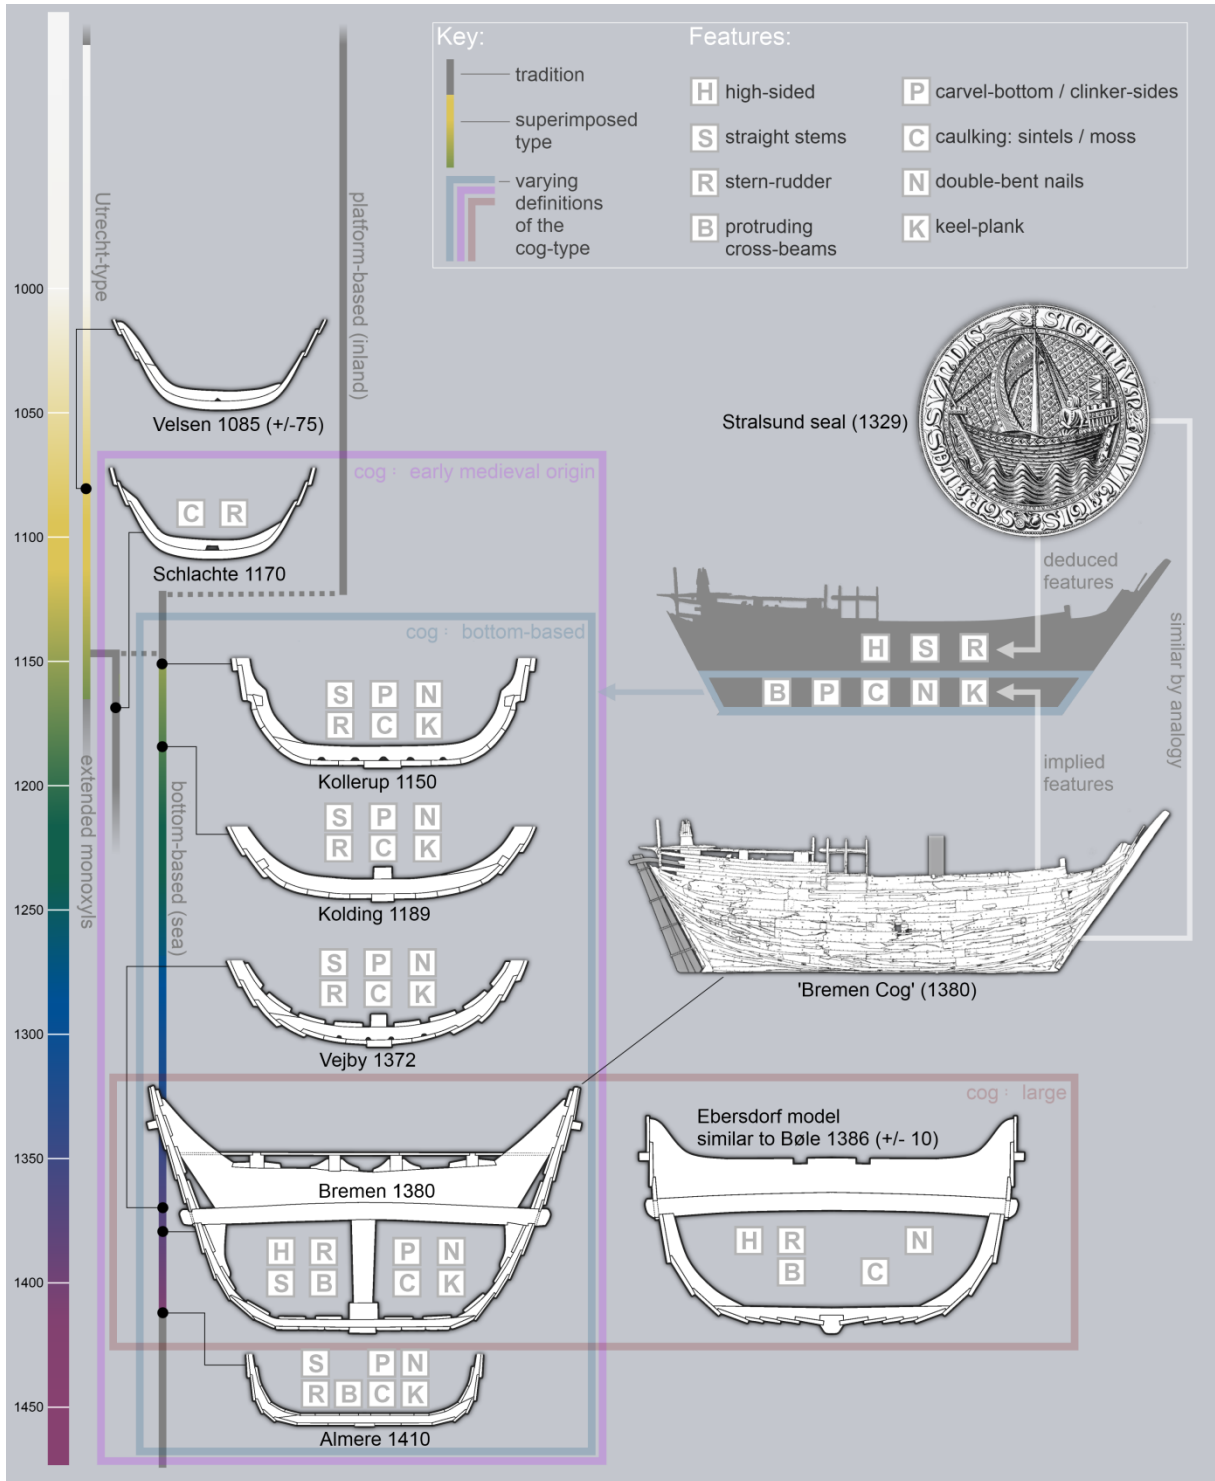 Key:
tradition
superimposed
type
varying
definitions
of the
cog-type
Features:
H high-sided
S straight stems
R stern-rudder
B protruding
cross-beams
P carvel-bottom / clinker-sides
C caulking: sintels / moss
N double-bent nails
K keel-plank
1000
1050
1100
1150
1200
1250
1300
1350
1400
1450
Utrecht-type
extended monoxyls
platform-based (inland)
bottom-based (sea)
Velsen 1085 (+/-75)
cog : early medieval origin
C R
Schlachte 1170
cog : bottom-based
S P N
R C K
Kollerup 1150
S P N
R C K
Kolding 1189
S P N
R C K
Vejby 1372
Stralsund seal (1329)
deduced
features
H S R
B P C N K
implied
features
similar by analogy
'Bremen Cog' (1380)
cog : large
Bremen 1380
H R P N
S B C K
Ebersdorf model
similar to Bøle 1386 (+/- 10)
H R N
B C
S P N
R B C K
Almere 1410